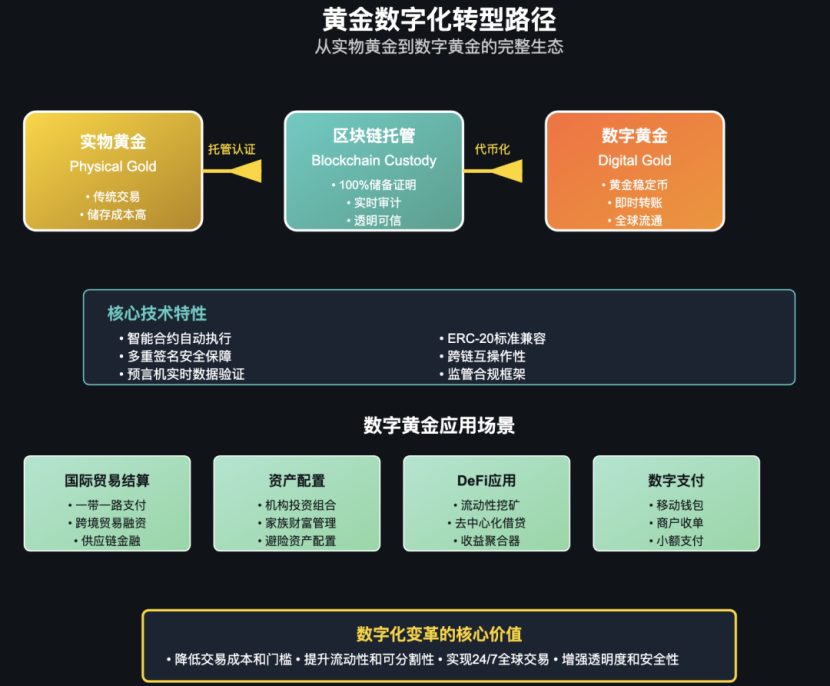 黄金数字化转型路径
从实物黄金到数字黄金的完整生态
实物黄金
Physical Gold
• 传统交易
• 储存成本高
托管认证
区块链托管
Blockchain Custody
• 100%储备证明
• 实时审计
• 透明可信
代币化
数字黄金
Digital Gold
• 黄金稳定币
• 即时转账
• 全球流通
核心技术特性
• 智能合约自动执行
• 多重签名安全保障
• 预言机实时数据验证
• ERC-20标准兼容
• 跨链互操作性
• 监管合规框架
数字黄金应用场景
国际贸易结算
• 一带一路支付
• 跨境贸易融资
• 供应链金融
资产配置
• 机构投资组合
• 家族财富管理
• 避险资产配置
DeFi应用
• 流动性挖矿
• 去中心化借贷
• 收益聚合器
数字支付
• 移动钱包
• 商户收单
• 小额支付
数字化变革的核心价值
• 降低交易成本和门槛 • 提升流动性和可分割性 • 实现24/7全球交易 • 增强透明度和安全性